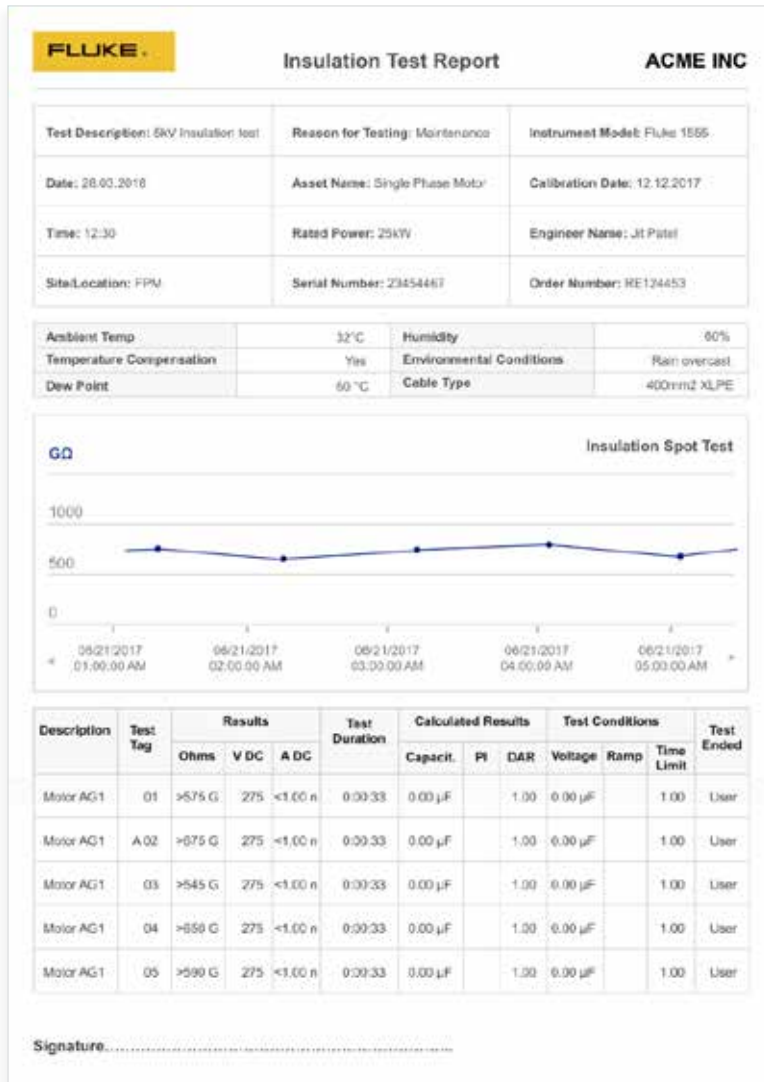 FLUKE®
Insulation Test Report
ACME INC
Test Description: 5kV Insulation test
Reason for Testing: Maintenance
Instrument Model: Fluke 1555
Date: 28.03.2018
Asset Name: Single Phase Motor
Calibration Date: 12.12.2017
Time: 12:30
Rated Power: 25kW
Engineer Name: Jit Patel
Site/Location: FPM
Serial Number: 23454467
Order Number: RE124453
Ambient Temp 32°C Humidity 60%
Temperature Compensation Yes Environmental Conditions Rain overcast
Dew Point 60 °C Cable Type 400mm2 XLPE
GΩ
Insulation Spot Test
1000
500
0
06/21/2017 06/21/2017 06/21/2017 06/21/2017 06/21/2017
01:00:00 AM 02:00:00 AM 03:00:00 AM 04:00:00 AM 05:00:00 AM
Description Test Tag Results Test Duration Calculated Results Test Conditions Test Ended
Ohms V DC A DC Capacit. PI DAR Voltage Ramp Time Limit
Motor AG1 01 >575 G 275 <1.00 n 0:00:33 0.00 µF 1.00 0.00 µF 1.00 User
Motor AG1 A 02 >675 G 275 <1.00 n 0:00:33 0.00 µF 1.00 0.00 µF 1.00 User
Motor AG1 03 >545 G 275 <1.00 n 0:00:33 0.00 µF 1.00 0.00 µF 1.00 User
Motor AG1 04 >658 G 275 <1.00 n 0:00:33 0.00 µF 1.00 0.00 µF 1.00 User
Motor AG1 05 >590 G 275 <1.00 n 0:00:33 0.00 µF 1.00 0.00 µF 1.00 User
Signature